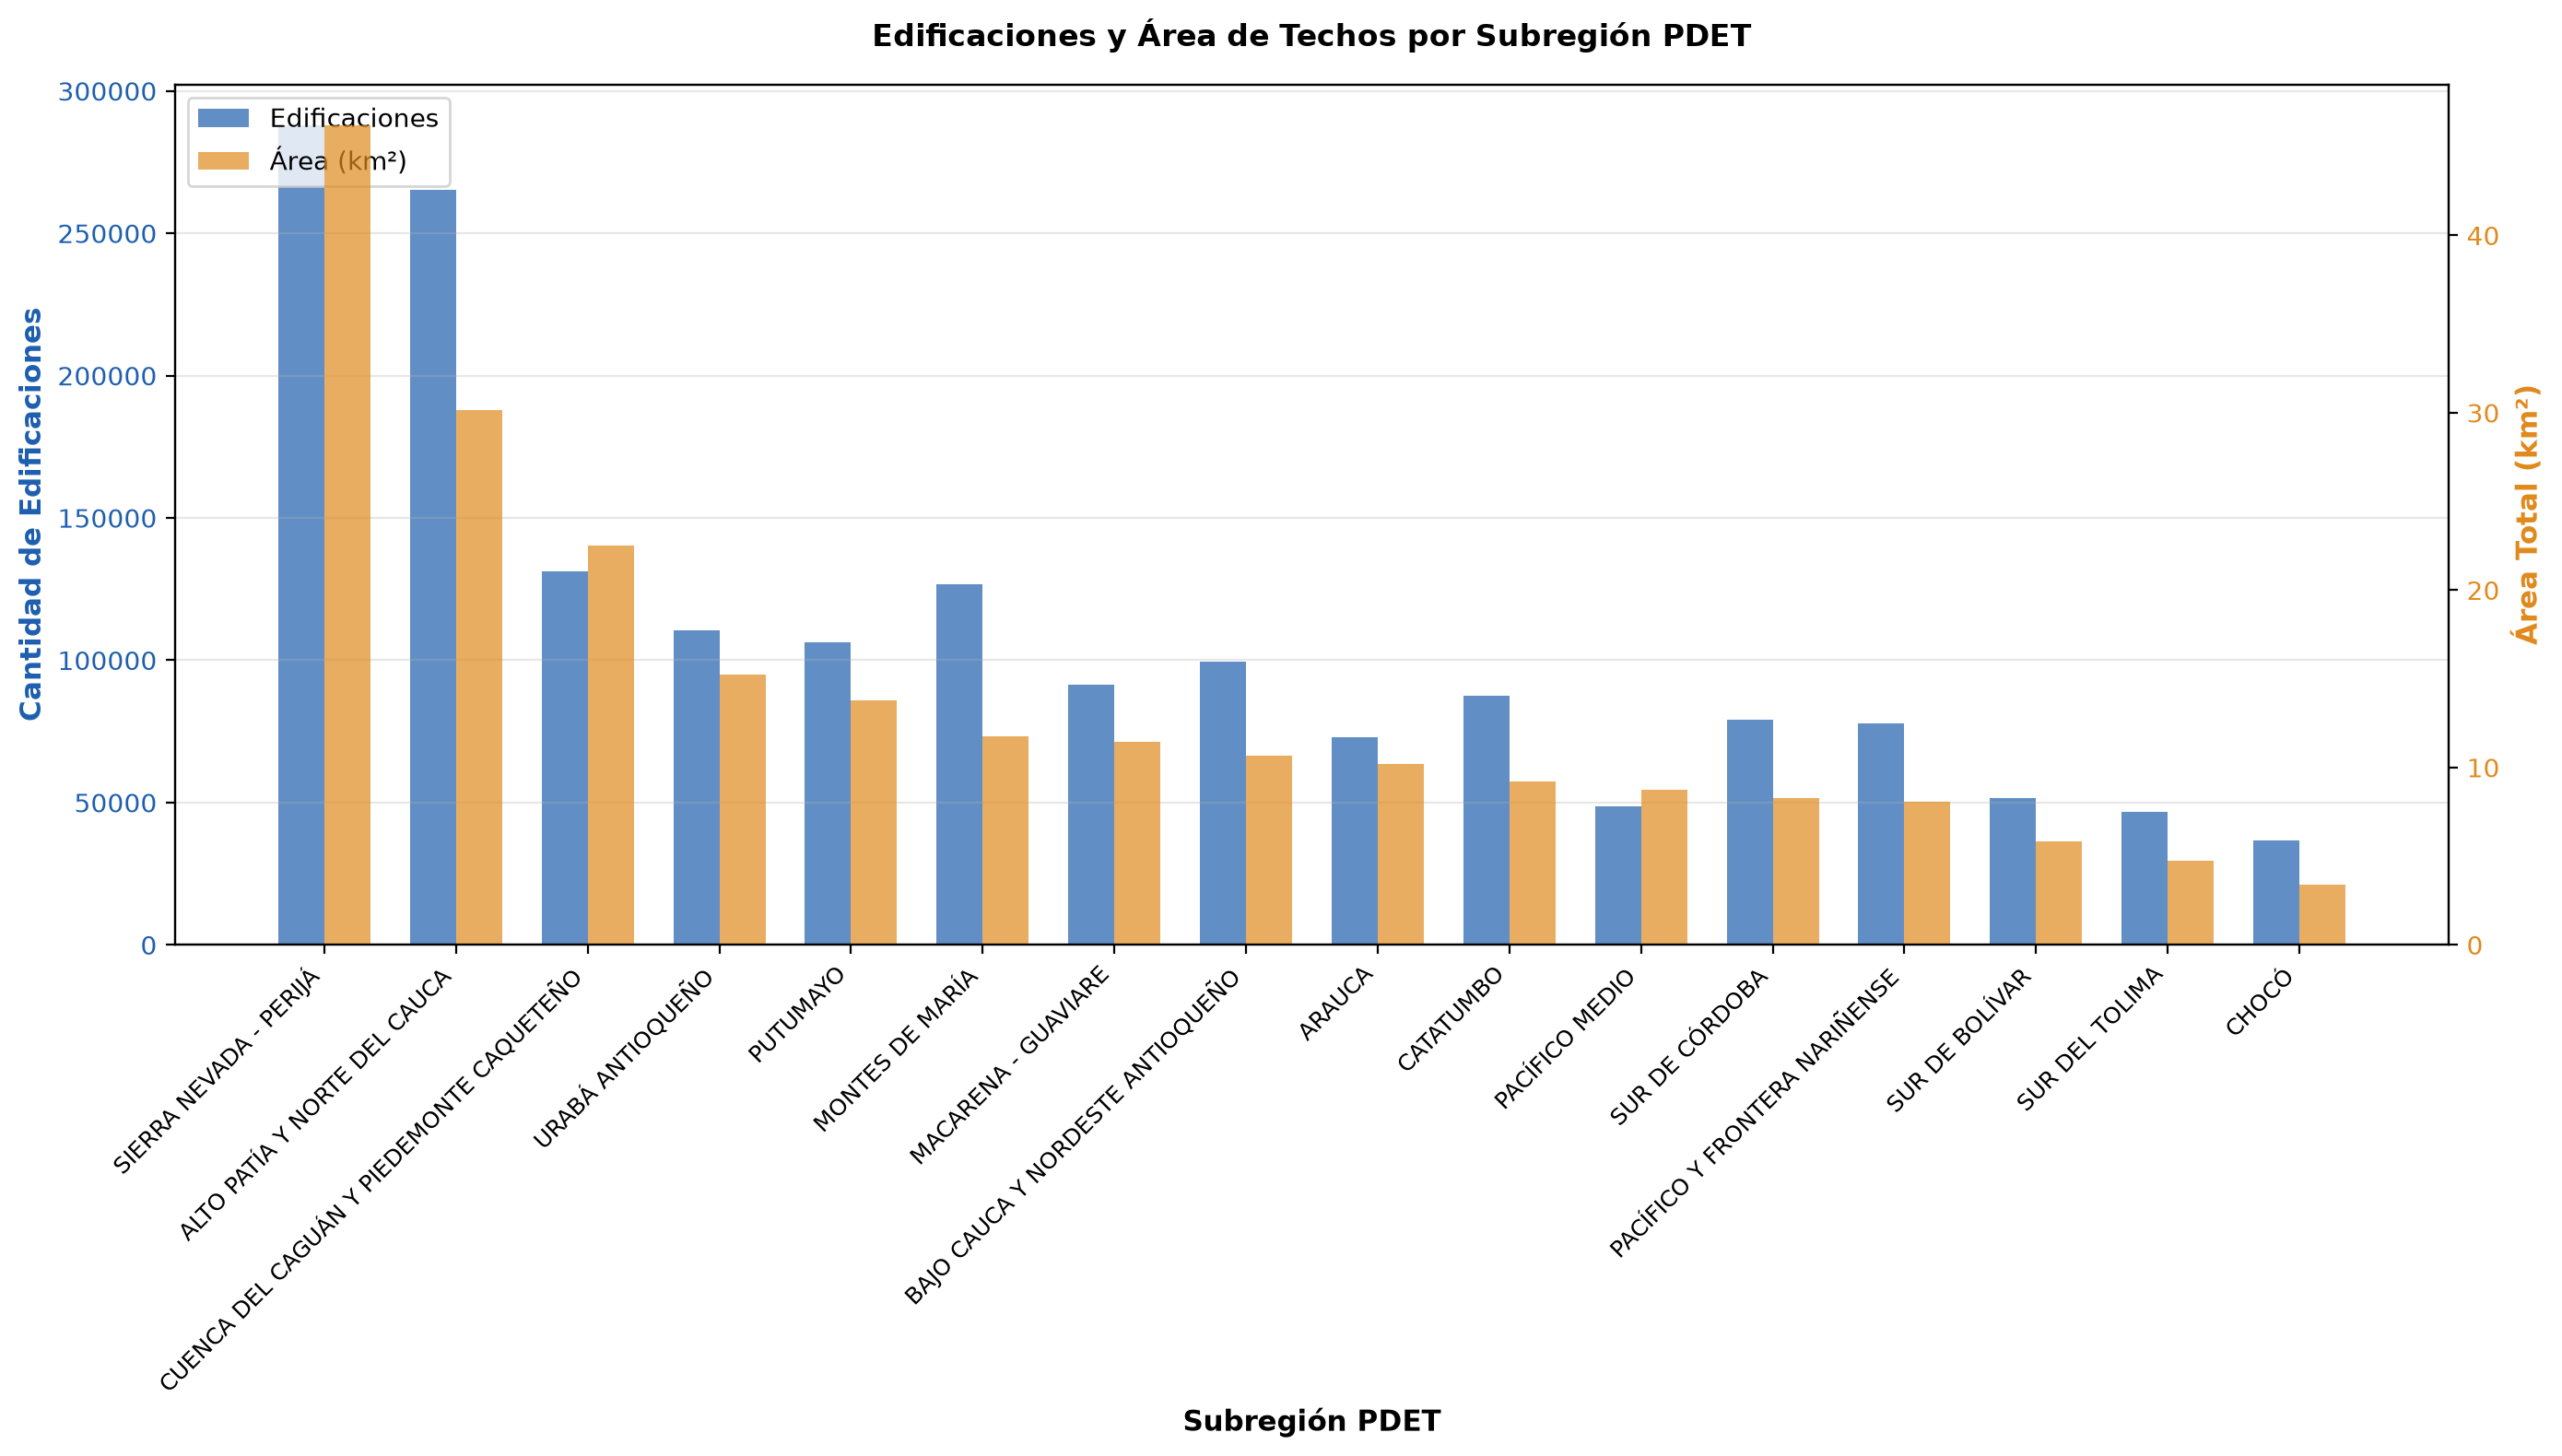 Edificaciones y Área de Techos por Subregión PDET
Edificaciones
Área (km²)
Cantidad de Edificaciones
300000
250000
200000
150000
100000
50000
0
40
30
20
10
0
Área Total (km²)
SIERRA NEVADA - PERIJÁ
ALTO PATÍA Y NORTE DEL CAUCA
CUENCA DEL CAGUÁN Y PIEDEMONTE CAQUETEÑO
URABÁ ANTIOQUEÑO
PUTUMAYO
MONTES DE MARÍA
MACARENA - GUAVIARE
BAJO CAUCA Y NORDESTE ANTIOQUEÑO
ARAUCA
CATATUMBO
PACÍFICO MEDIO
SUR DE CÓRDOBA
PACÍFICO Y FRONTERA NARIÑENSE
SUR DE BOLÍVAR
SUR DEL TOLIMA
CHOCÓ
Subregión PDET